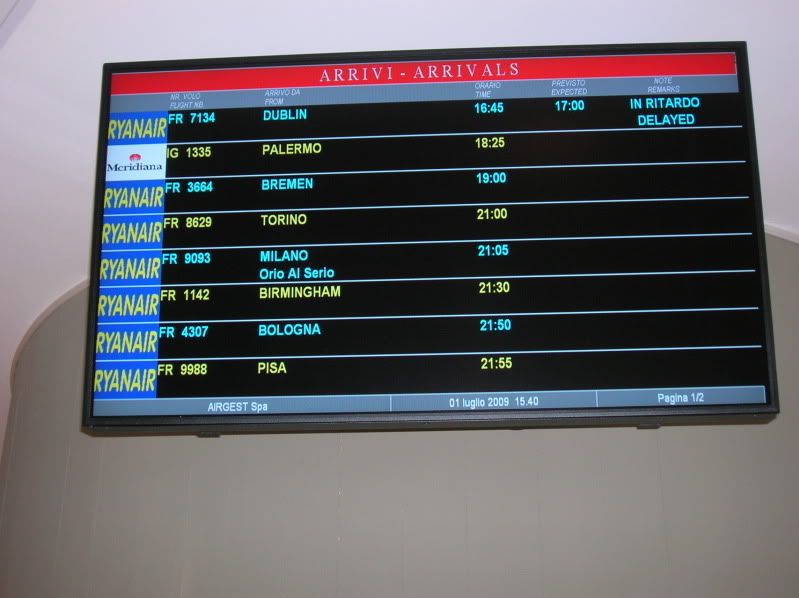 ARRIVI - ARRIVALS
NR. VOLO ARRIVO DA ORARIO PREVISTO NOTE
FLIGHT NB. FROM TIME EXPECTED REMARKS
RYANAIR FR 7134 DUBLIN 16:45 17:00 IN RITARDO
DELAYED
Meridiana IG 1335 PALERMO 18:25
RYANAIR FR 3664 BREMEN 19:00
RYANAIR FR 8629 TORINO 21:00
RYANAIR FR 9093 MILANO 21:05
Orio Al Serio
RYANAIR FR 1142 BIRMINGHAM 21:30
RYANAIR FR 4307 BOLOGNA 21:50
RYANAIR FR 9988 PISA 21:55
AIRGEST Spa 01 luglio 2009 15.40 Pagina 1/2